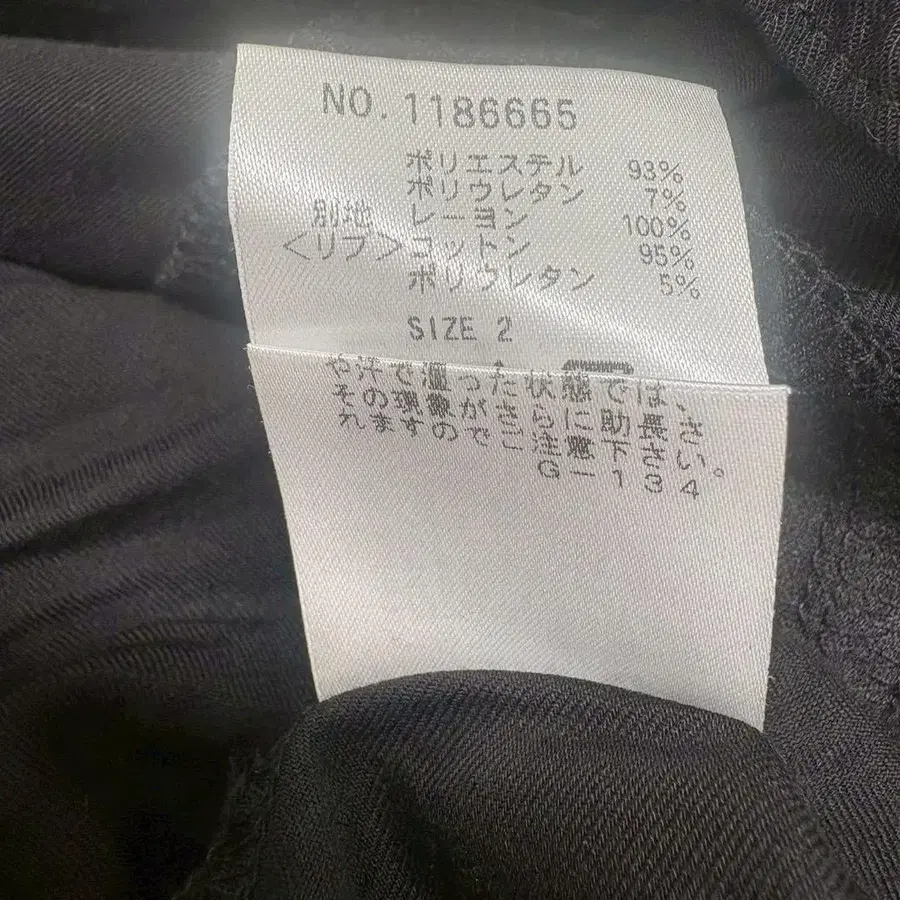 NO. 1186665
ポリエステル 93%
ポリウレタン 7%
別地 レーヨン 100%
<リブ>コットン 95%
ポリウレタン 5%
SIZE 2
や汗で湿った状態では、
その現象がさらに助長さ
れますのでご注意下さい。
G-134